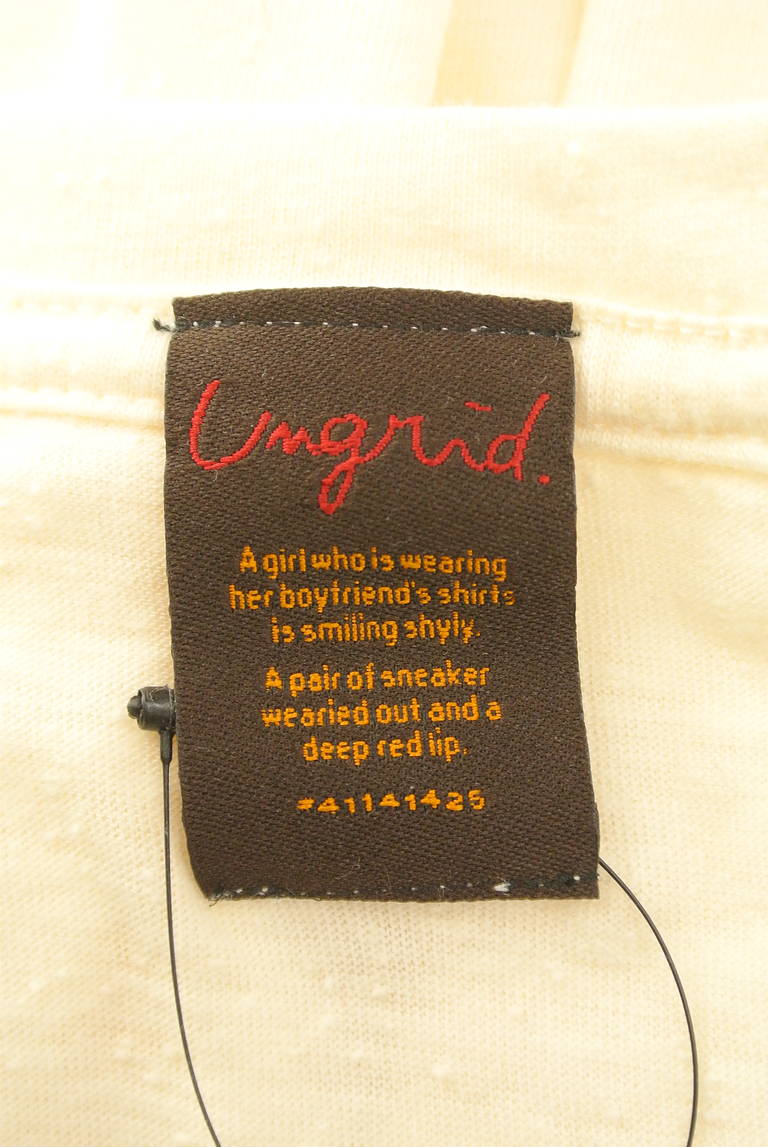 Ungrid.
A girl who is wearing
her boyfriend's shirts
is smiling shyly.
A pair of sneaker
wearied out and a
deep red lip.
#41141425